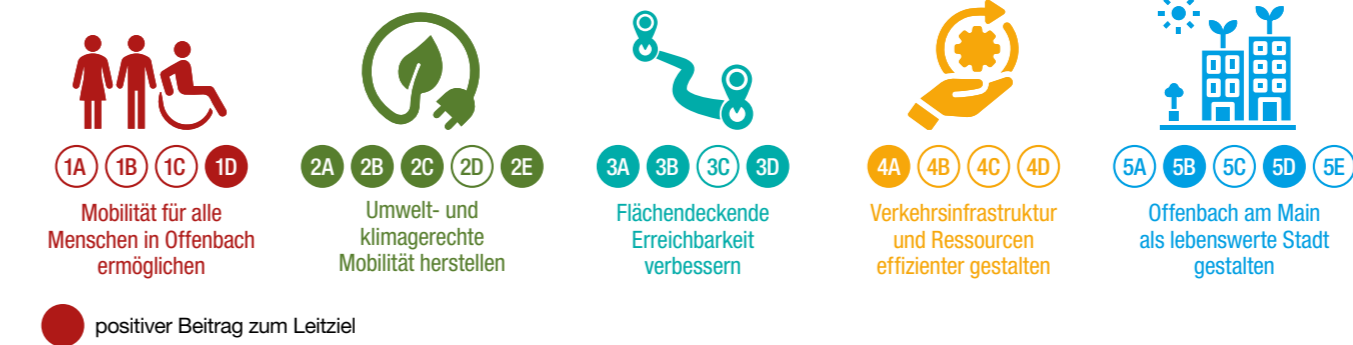 1A 1B 1C 1D
Mobilität für alle
Menschen in Offenbach
ermöglichen
2A 2B 2C 2D 2E
Umwelt- und
klimagerechte
Mobilität herstellen
3A 3B 3C 3D
Flächendeckende
Erreichbarkeit
verbessern
4A 4B 4C 4D
Verkehrsinfrastruktur
und Ressourcen
effizienter gestalten
5A 5B 5C 5D 5E
Offenbach am Main
als lebenswerte Stadt
gestalten
positiver Beitrag zum Leitziel